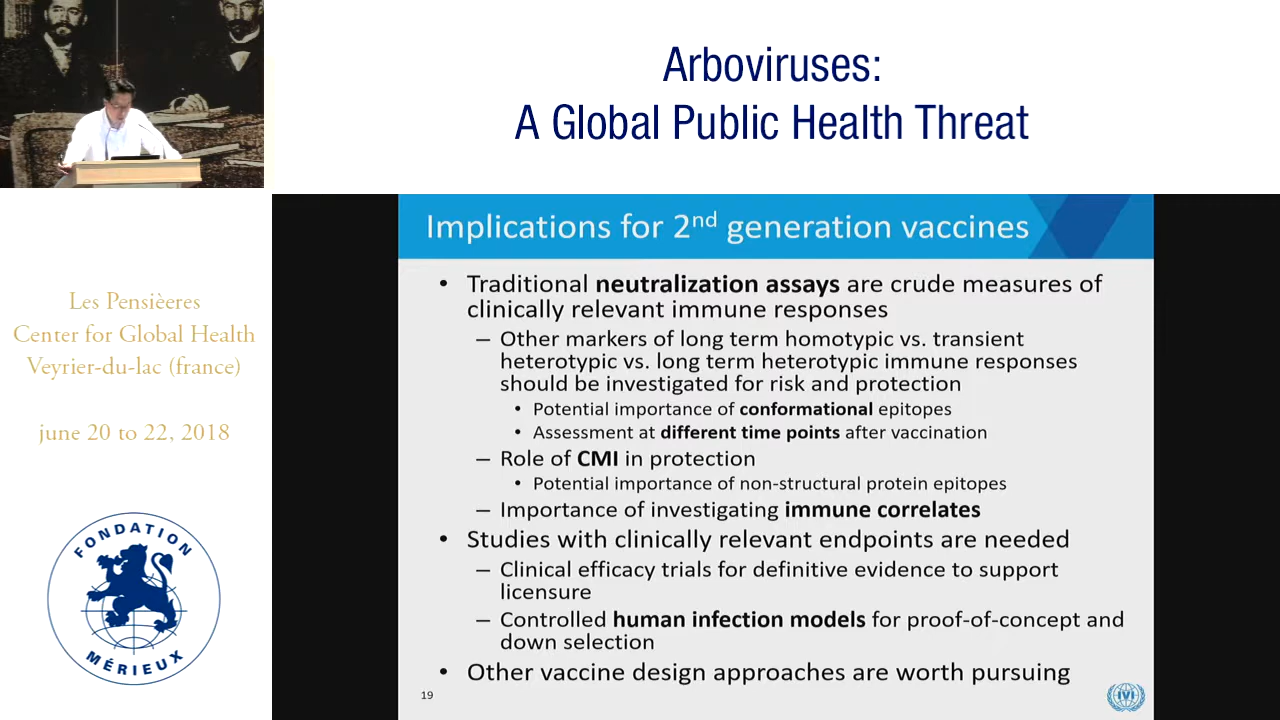 Arboviruses:
A Global Public Health Threat
Les Pensièeres
Center for Global Health
Veyrier-du-lac (france)
june 20 to 22, 2018
FONDATION
MÉRIEUX
Implications for 2nd generation vaccines
• Traditional neutralization assays are crude measures of
clinically relevant immune responses
– Other markers of long term homotypic vs. transient
heterotypic vs. long term heterotypic immune responses
should be investigated for risk and protection
• Potential importance of conformational epitopes
• Assessment at different time points after vaccination
– Role of CMI in protection
• Potential importance of non-structural protein epitopes
– Importance of investigating immune correlates
• Studies with clinically relevant endpoints are needed
– Clinical efficacy trials for definitive evidence to support
licensure
– Controlled human infection models for proof-of-concept and
down selection
• Other vaccine design approaches are worth pursuing
19
IVI